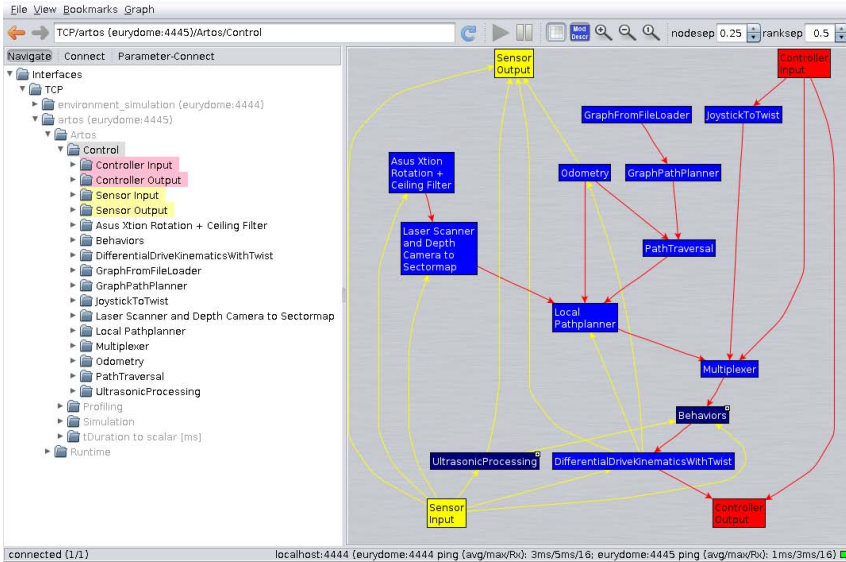 File View Bookmarks Graph
TCP/artos (eurydome:4445)/Artos/Control
Mod
Descr
nodesep 0.25 ranksep 0.5
Navigate Connect Parameter-Connect
Interfaces
TCP
environment_simulation (eurydome:4444)
artos (eurydome:4445)
Artos
Control
Controller Input
Controller Output
Sensor Input
Sensor Output
Asus Xtion Rotation + Ceiling Filter
Behaviors
DifferentialDriveKinematicsWithTwist
GraphFromFileLoader
GraphPathPlanner
JoystickToTwist
Laser Scanner and Depth Camera to Sectormap
Local Pathplanner
Multiplexer
Odometry
PathTraversal
UltrasonicProcessing
Profiling
Simulation
tDuration to scalar [ms]
Runtime
Sensor
Output
Controller
Input
GraphFromFileLoader
JoystickToTwist
Asus Xtion
Rotation +
Ceiling Filter
Odometry
GraphPathPlanner
Laser Scanner
and Depth
Camera to
Sectormap
PathTraversal
Local
Pathplanner
Multiplexer
Behaviors
UltrasonicProcessing
DifferentialDriveKinematicsWithTwist
Sensor
Input
Controller
Output
connected (1/1)
localhost:4444 (eurydome:4444 ping (avg/max/Rx): 3ms/5ms/16; eurydome:4445 ping (avg/max/Rx): 1ms/3ms/16)